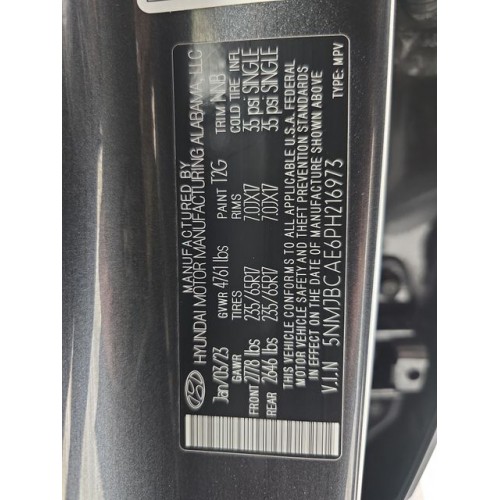 MANUFACTURED BY
HYUNDAI MOTOR MANUFACTURING ALABAMA, LLC
Jan/03/23 GVWR 4761 lbs PAINT T2G TRIM NNB
GAWR TIRES RIMS COLD TIRE INFL
FRONT 2778 lbs 235/65R17 7.0JX17 35 psi SINGLE
REAR 2646 lbs 235/65R17 7.0JX17 35 psi SINGLE
THIS VEHICLE CONFORMS TO ALL APPLICABLE U.S.A. FEDERAL
MOTOR VEHICLE SAFETY AND THEFT PREVENTION STANDARDS
IN EFFECT ON THE DATE OF MANUFACTURE SHOWN ABOVE
V.I.N 5NMJBCAE6PH216973 TYPE: MPV